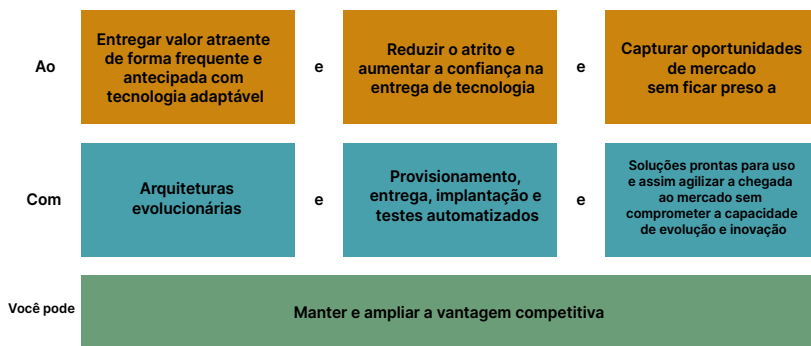 Ao
Entregar valor atraente
de forma frequente e
antecipada com
tecnologia adaptável
e
Reduzir o atrito e
aumentar a confiança na
entrega de tecnologia
e
Capturar oportunidades
de mercado
sem ficar preso a
Com
Arquiteturas
evolucionárias
e
Provisionamento,
entrega, implantação e
testes automatizados
e
Soluções prontas para uso
e assim agilizar a chegada
ao mercado sem
comprometer a capacidade
de evolução e inovação
Você pode
Manter e ampliar a vantagem competitiva